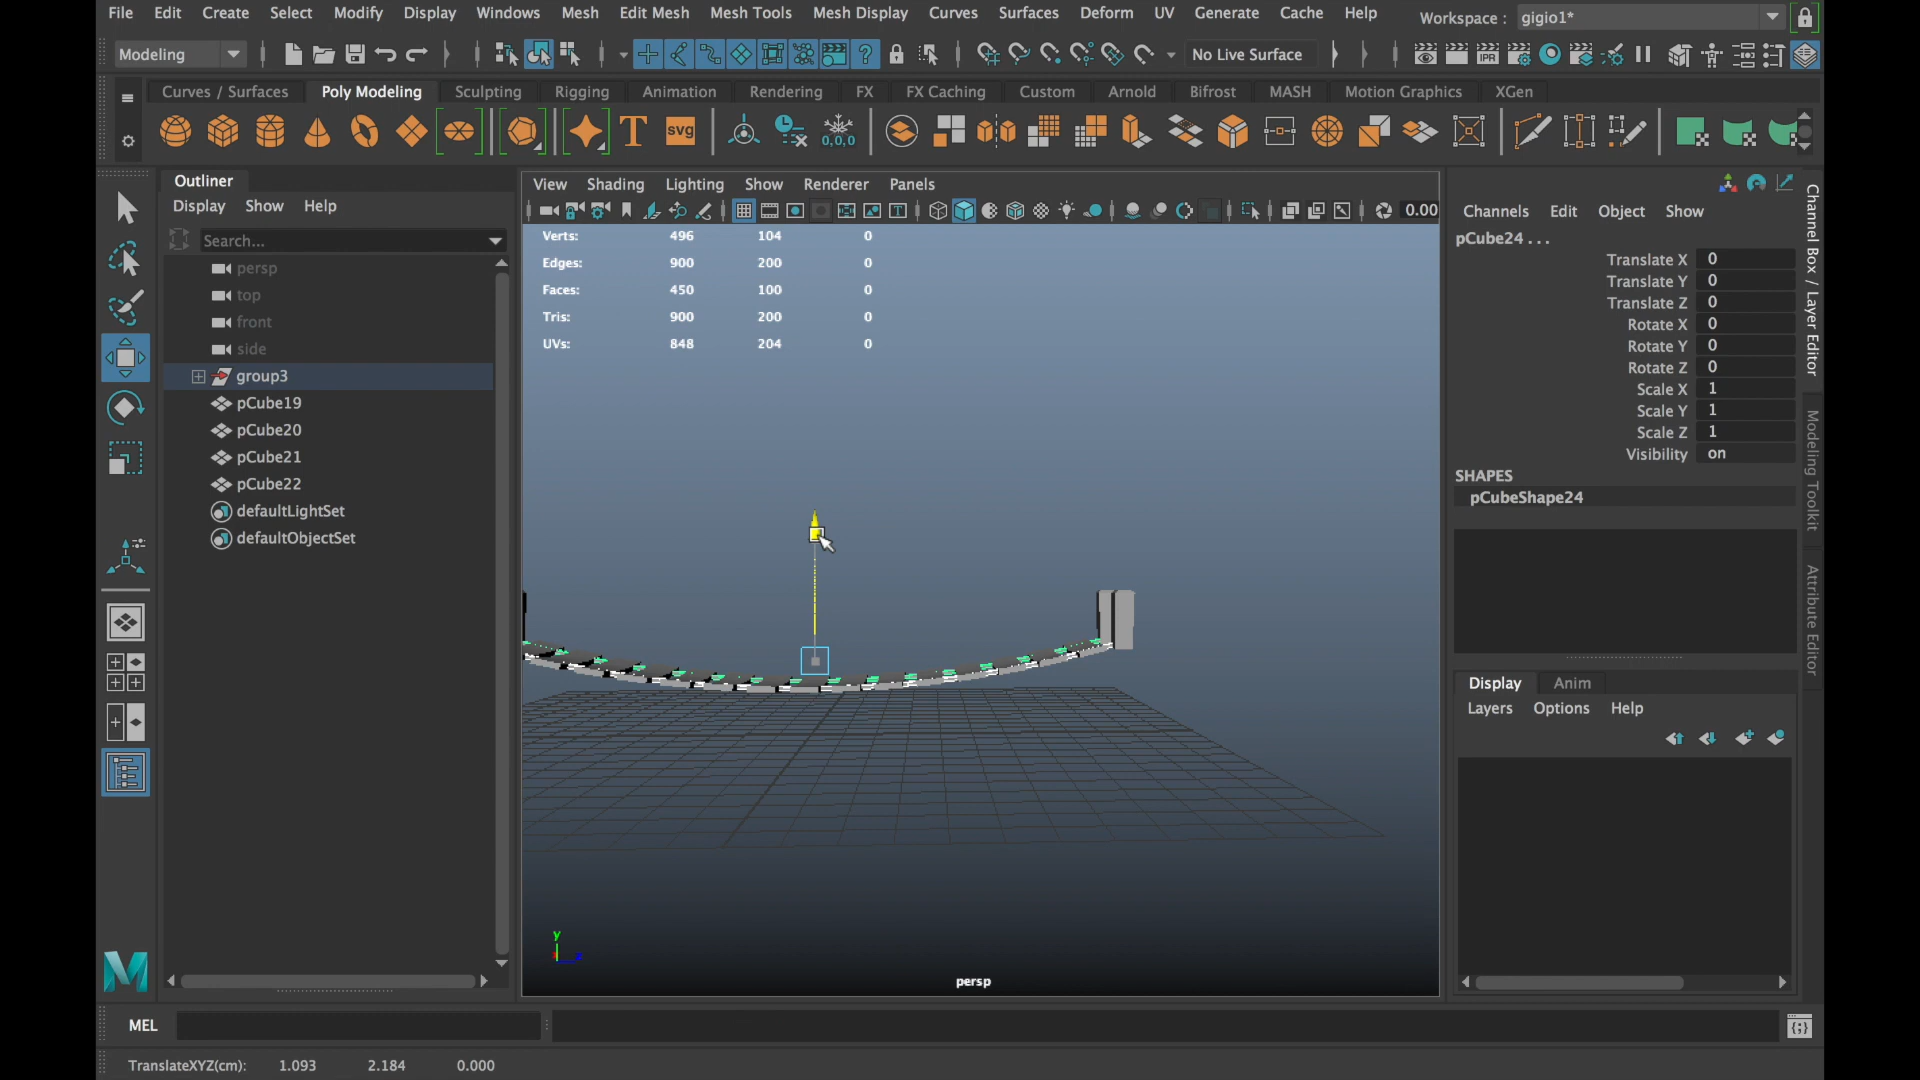 File Edit Create Select Modify Display Windows Mesh Edit Mesh Mesh Tools Mesh Display Curves Surfaces Deform UV Generate Cache Help Workspace : gigio1*
Modeling No Live Surface
IPR
Curves / Surfaces Poly Modeling Sculpting Rigging Animation Rendering FX FX Caching Custom Arnold Bifrost MASH Motion Graphics XGen
T svg 0,0,0
Outliner
Display Show Help
Search...
persp
top
front
side
group3
pCube19
pCube20
pCube21
pCube22
defaultLightSet
defaultObjectSet
View Shading Lighting Show Renderer Panels
0.00
Verts: 496 104 0
Edges: 900 200 0
Faces: 450 100 0
Tris: 900 200 0
UVs: 848 204 0
y
persp
Channels Edit Object Show
pCube24 . . .
Translate X 0
Translate Y 0
Translate Z 0
Rotate X 0
Rotate Y 0
Rotate Z 0
Scale X 1
Scale Y 1
Scale Z 1
Visibility on
SHAPES
pCubeShape24
Display Anim
Layers Options Help
Channel Box / Layer Editor
Modeling Toolkit
Attribute Editor
M
MEL
TranslateXYZ(cm): 1.093 2.184 0.000